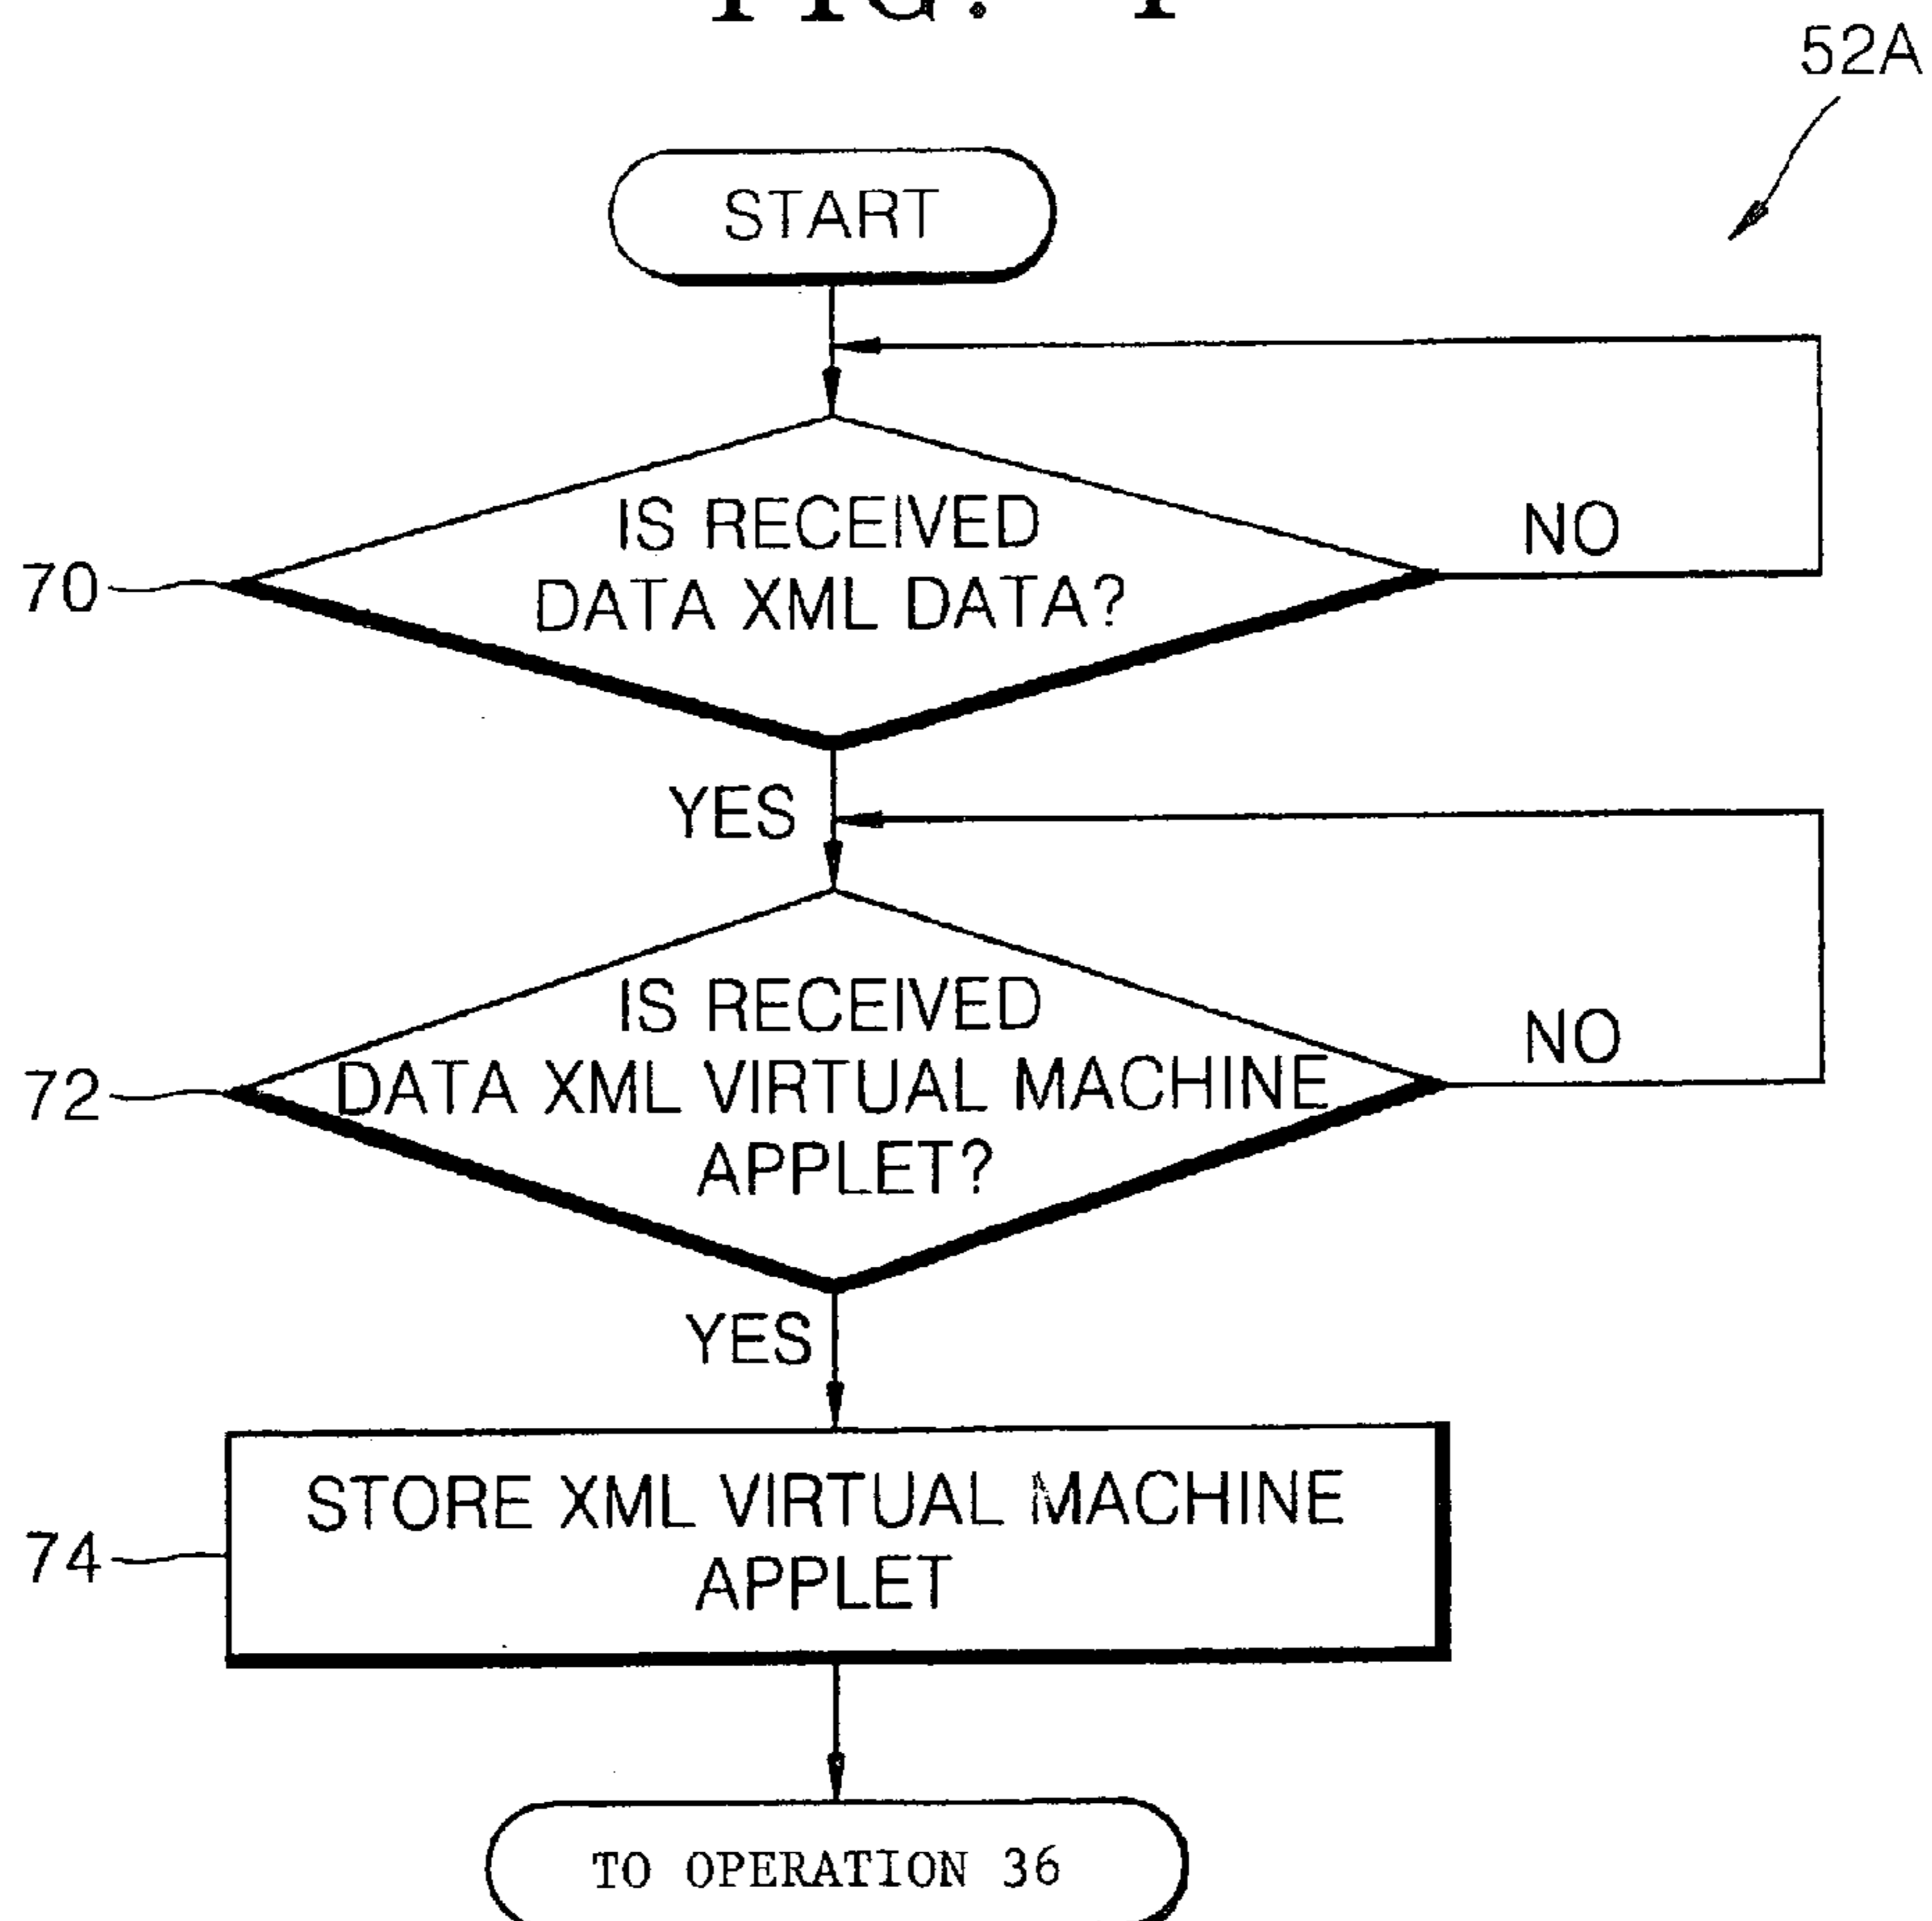 FIG.
52A
START
IS RECEIVED
DATA XML DATA?
NO
70
YES
IS RECEIVED
DATA XML VIRTUAL MACHINE
APPLET?
NO
72
YES
STORE XML VIRTUAL MACHINE
APPLET
74
TO OPERATION 36